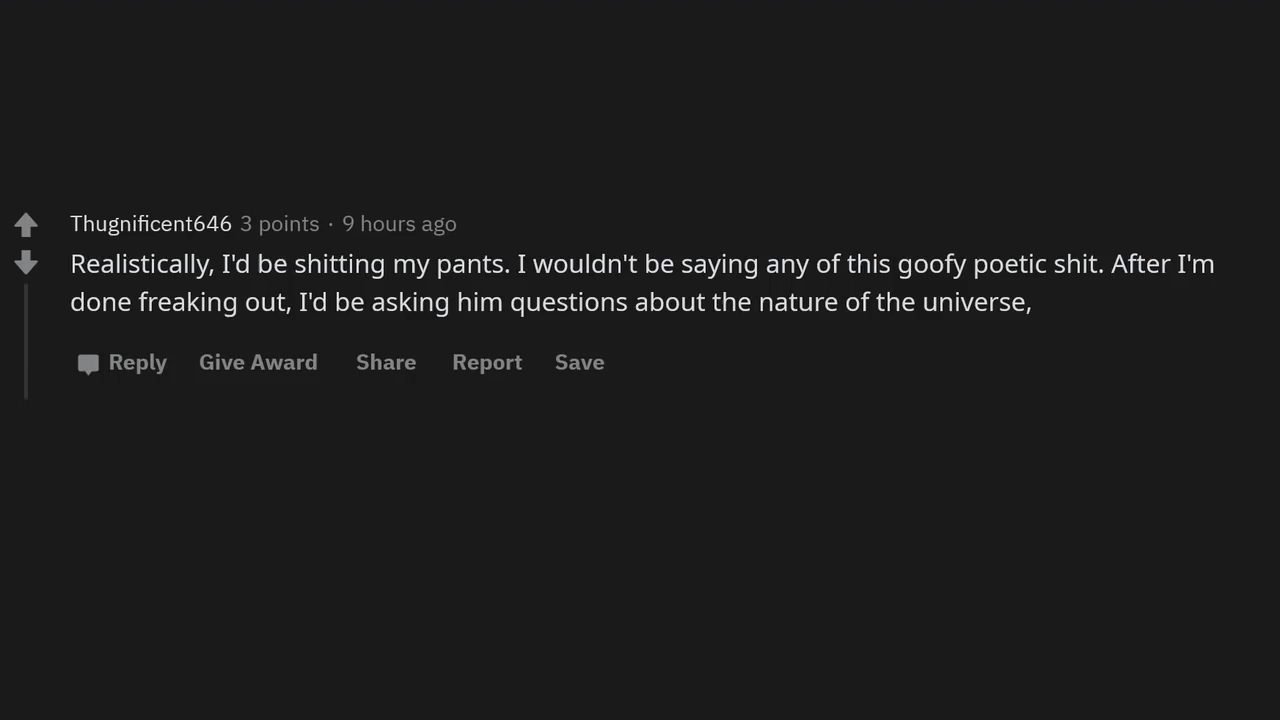 Thugnificent646 3 points · 9 hours ago
Realistically, I'd be shitting my pants. I wouldn't be saying any of this goofy poetic shit. After I'm
done freaking out, I'd be asking him questions about the nature of the universe,
Reply Give Award Share Report Save